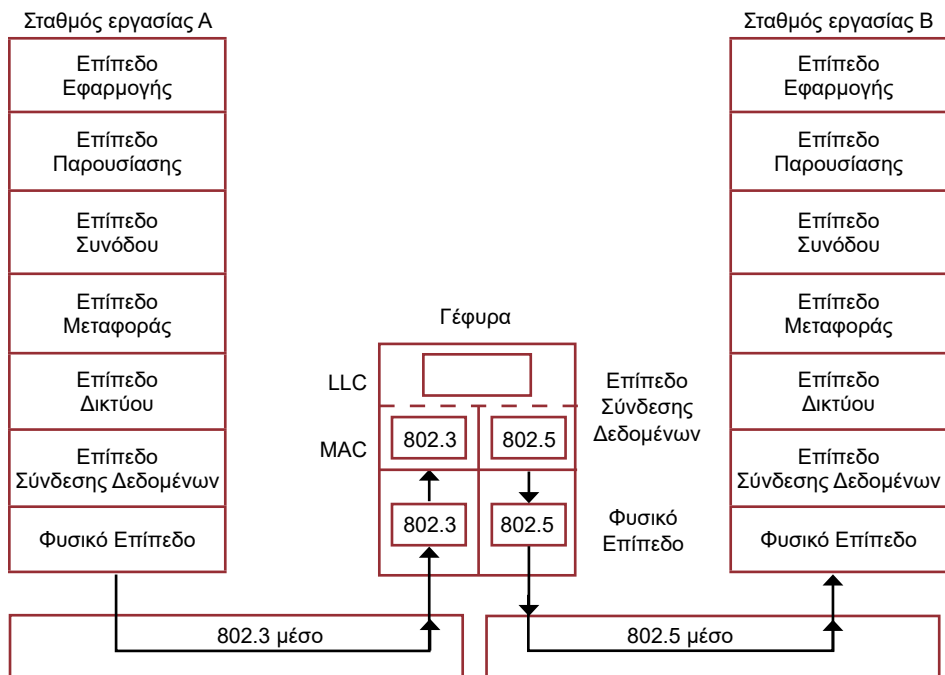 Σταθμός εργασίας Α
Επίπεδο
Εφαρμογής
Επίπεδο
Παρουσίασης
Επίπεδο
Συνόδου
Επίπεδο
Μεταφοράς
Επίπεδο
Δικτύου
Επίπεδο
Σύνδεσης Δεδομένων
Φυσικό Επίπεδο
Γέφυρα
LLC
MAC
802.3
802.5
802.3
802.5
Επίπεδο
Σύνδεσης
Δεδομένων
Φυσικό
Επίπεδο
Σταθμός εργασίας Β
Επίπεδο
Εφαρμογής
Επίπεδο
Παρουσίασης
Επίπεδο
Συνόδου
Επίπεδο
Μεταφοράς
Επίπεδο
Δικτύου
Επίπεδο
Σύνδεσης Δεδομένων
Φυσικό Επίπεδο
802.3 μέσο
802.5 μέσο